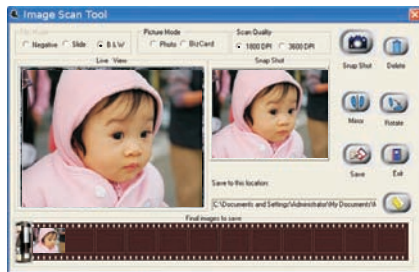 Image Scan Tool
Picture Mode
Scan Quality
Negative Slide B&W
Photo BizCard
1800 DPI 3600 DPI
Snap Shot Delete
Live View
Snap Shot
Mirror Rotate
Save Exit
Save to this location:
C:\Documents and Settings\Administrator\My Documents\
Final images to save